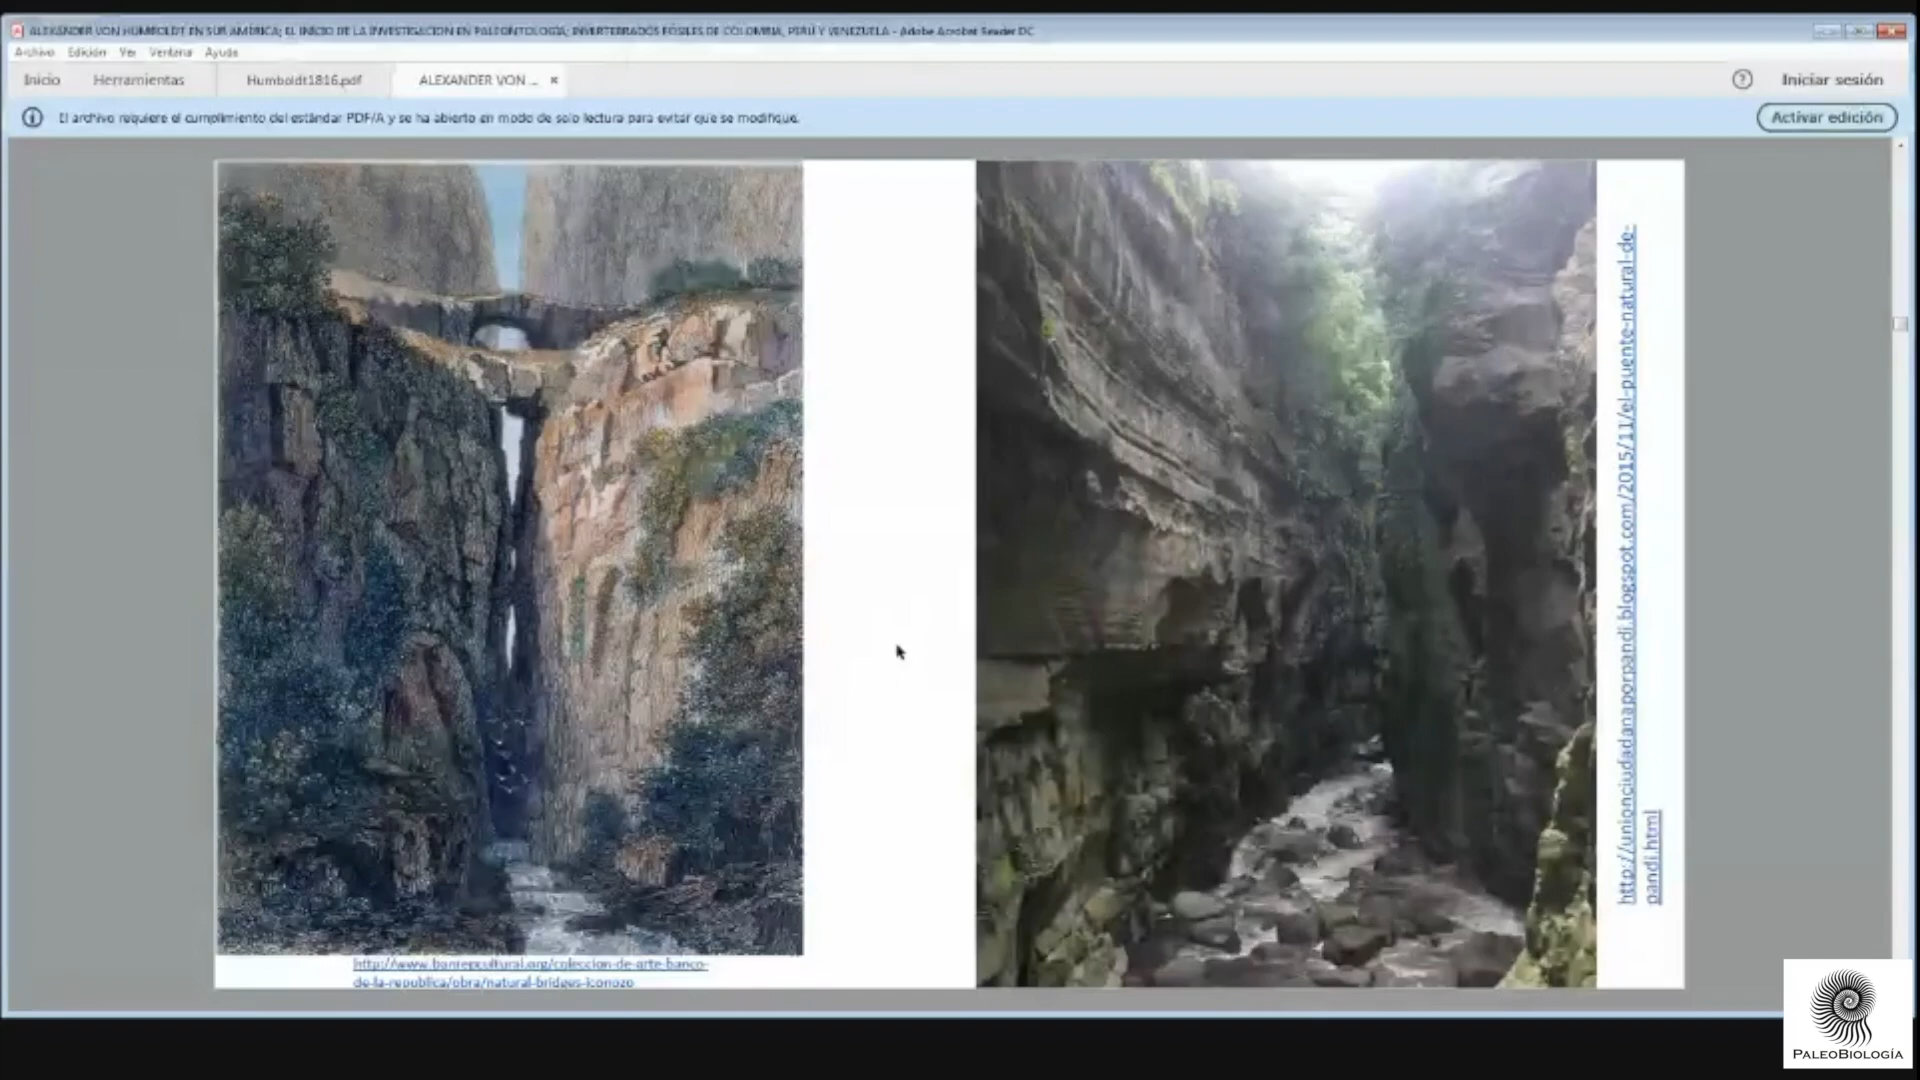 ALEXANDER VON HUMBOLDT EN SUR AMÉRICA; EL INICIO DE LA INVESTIGACION EN PALEONTOLOGÍA; INVERTEBRADOS FÓSILES DE COLOMBIA, PERÚ Y VENEZUELA - Adobe Acrobat Reader DC
Archivo Edición Ver Ventana Ayuda
Inicio Herramientas Humboldt1816.pdf ALEXANDER VON ... × ? Iniciar sesión
El archivo requiere el cumplimiento del estándar PDF/A y se ha abierto en modo de solo lectura para evitar que se modifique. Activar edición
http://www.banrepcultural.org/coleccion-de-arte-banco-
de-la-republica/obra/natural-bridges-iconozo
http://unionciudadanaporpandi.blogspot.com/2015/11/el-puente-natural-de-
pandi.html
PALEOBIOLOGÍA